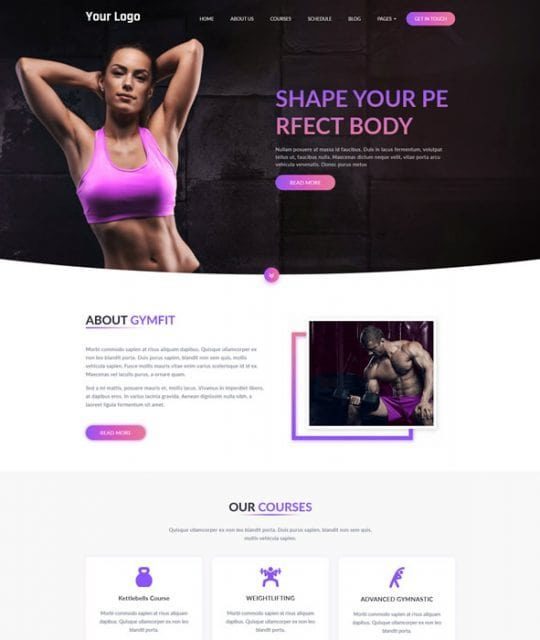 Your Logo
HOME ABOUT US COURSES SCHEDULE BLOG PAGES GET IN TOUCH
SHAPE YOUR PE
RFECT BODY
Nullam posuere at massa id faucibus. Duis in lacus fermentum, volutpat
tellus ut, faucibus nulla. Maecenas dictum neque velit, vitae porta arcu
vehicula venenatis. Donec purus metus
READ MORE
ABOUT GYMFIT
Morbi commodo sapien at risus aliquam dapibus. Quisque ullamcorper ex
non leo blandit porta. Duis purus sapien, blandit non sem quis, mollis
vehicula sapien. Fusce mollis mauris vitae enim varius scelerisque id id ex.
Maecenas vel iaculis purus, a ornare quam.
Sed a mi mattis, posuere mauris et, mollis lacus. Vivamus in imperdiet libero,
at dapibus eros. In varius lacinia gravida. Aenean dignissim nulla nibh, a
laoreet ligula fermentum sit amet.
READ MORE
OUR COURSES
Quisque ullamcorper ex non leo blandit porta. Duis purus sapien, blandit non sem quis,
mollis vehicula sapien.
Kettlebells Course
Morbi commodo sapien at risus aliquam
dapibus. Quisque ullamcorper ex non leo
blandit porta.
WEIGHTLIFTING
Morbi commodo sapien at risus aliquam
dapibus. Quisque ullamcorper ex non leo
blandit porta.
ADVANCED GYMNASTIC
Morbi commodo sapien at risus aliquam
dapibus. Quisque ullamcorper ex non leo
blandit porta.